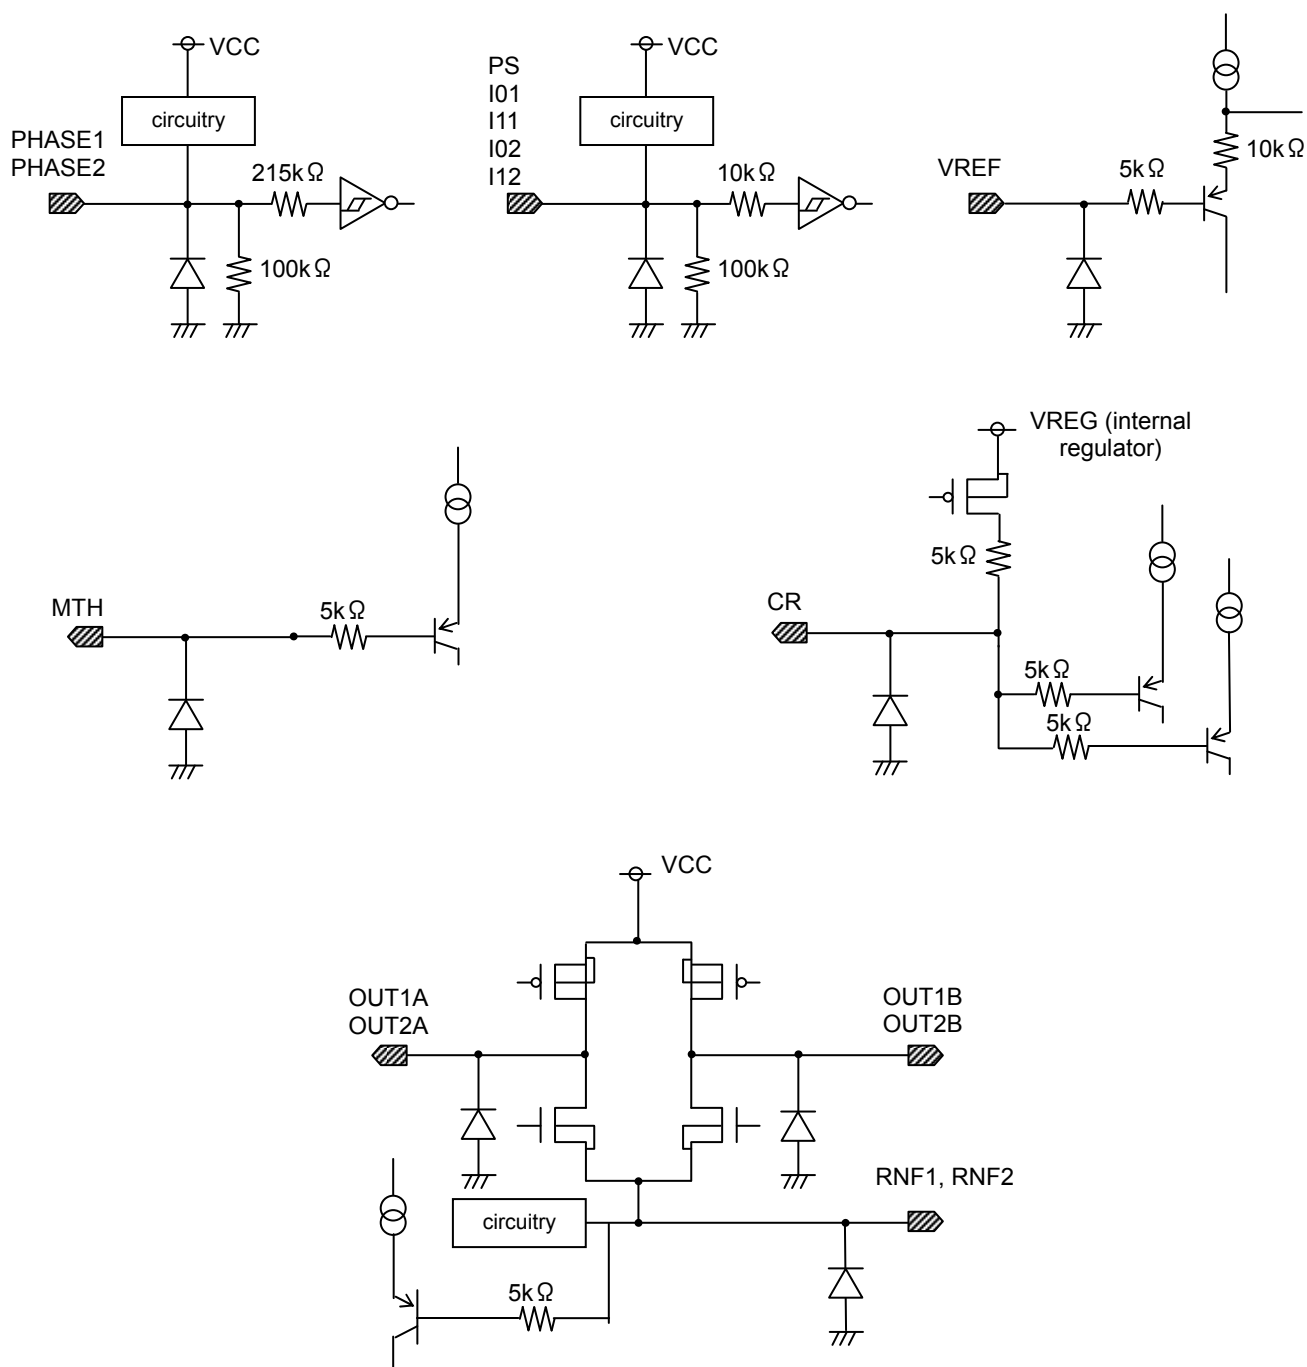 VCC
circuitry
PHASE1
PHASE2
215kΩ
100kΩ
VCC
PS
I01
I11
I02
I12
circuitry
10kΩ
100kΩ
VREF
5kΩ
10kΩ
MTH
5kΩ
VREG (internal
regulator)
5kΩ
CR
5kΩ
5kΩ
VCC
OUT1A
OUT2A
OUT1B
OUT2B
RNF1, RNF2
circuitry
5kΩ